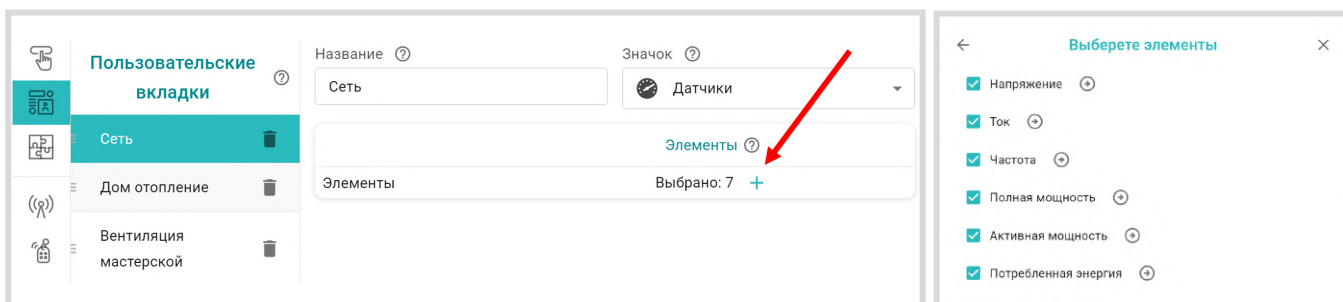 Пользовательские
вкладки
Сеть
Дом отопление
Вентиляция
мастерской
Название
Сеть
Значок
Датчики
Элементы
Элементы
Выбрано: 7 +
Выберете элементы
Напряжение
Ток
Частота
Полная мощность
Активная мощность
Потребленная энергия